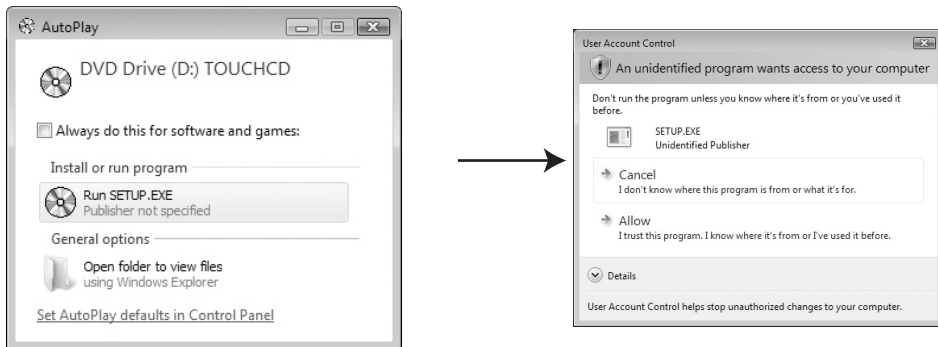 AutoPlay
DVD Drive (D:) TOUCHCD
Always do this for software and games:
Install or run program
Run SETUP.EXE
Publisher not specified
General options
Open folder to view files
using Windows Explorer
Set AutoPlay defaults in Control Panel
User Account Control
An unidentified program wants access to your computer
Don't run the program unless you know where it's from or you've used it
before.
SETUP.EXE
Unidentified Publisher
Cancel
I don't know where this program is from or what it's for.
Allow
I trust this program. I know where it's from or I've used it before.
Details
User Account Control helps stop unauthorized changes to your computer.